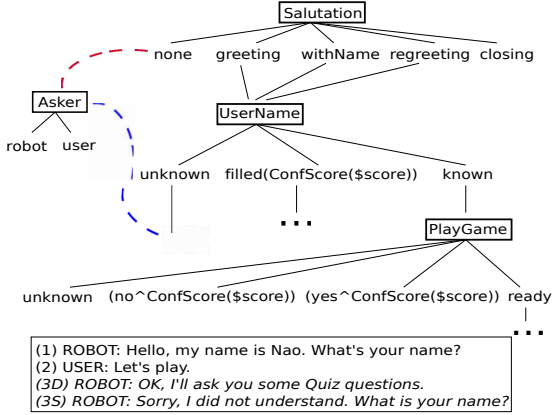 Salutation
none greeting withName regreeting closing
Asker
UserName
robot user
unknown filled(ConfScore($score)) known
...
PlayGame
unknown (no^ConfScore($score)) (yes^ConfScore($score)) ready
...
(1) ROBOT: Hello, my name is Nao. What's your name?
(2) USER: Let's play.
(3D) ROBOT: OK, I'll ask you some Quiz questions.
(3S) ROBOT: Sorry, I did not understand. What is your name?